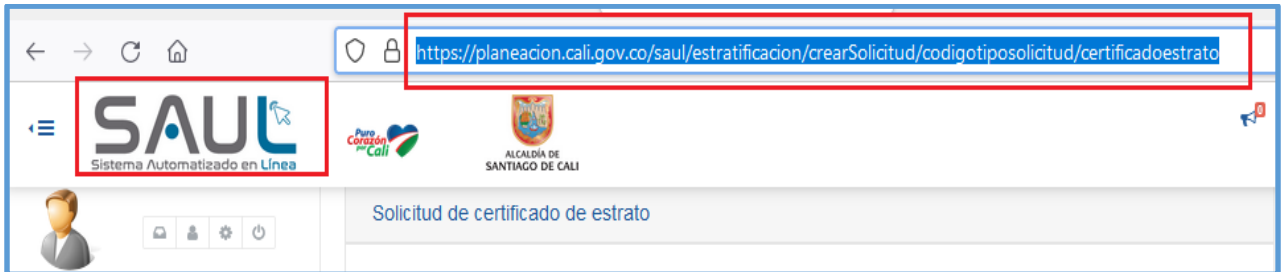 https://planeacion.cali.gov.co/saul/estratificacion/crearSolicitud/codigotiposolicitud/certificadoestrato
SAUL
Sistema Automatizado en Línea
Puro
Corazón
por Cali
ALCALDÍA DE
SANTIAGO DE CALI
0
Solicitud de certificado de estrato